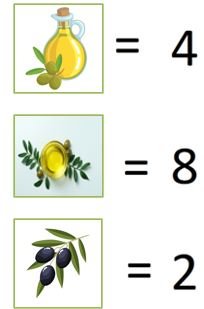 = 4
= 8
= 2